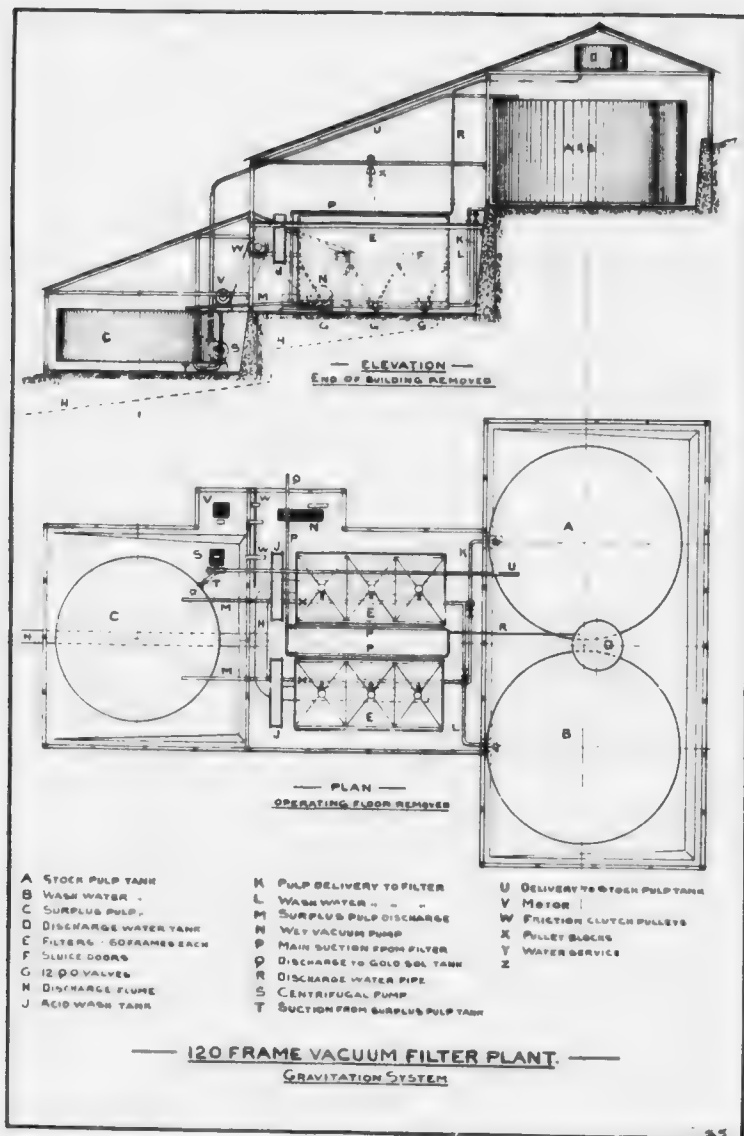 D
U
R
A & B
X
P
E
K
W
J
F
L
N
V
M
C
G G G
S
H
— ELEVATION —
END OF BUILDING REMOVED
H
Q
V
W
N
A
P
S
W
J
K
T
U
E
C
M
H
P
R
D
H
P
M
E
B
J
L
— PLAN —
OPERATING FLOOR REMOVED
A STOCK PULP TANK
B WASH WATER "
C SURPLUS PULP "
D DISCHARGE WATER TANK
E FILTERS - 60 FRAMES EACH
F SLUICE DOORS
G 12" D.O VALVES
H DISCHARGE FLUME
J ACID WASH TANK
K PULP DELIVERY TO FILTER
L WASH WATER " " "
M SURPLUS PULP DISCHARGE
N WET VACUUM PUMP
P MAIN SUCTION FROM FILTER
Q DISCHARGE TO GOLD SOL TANK
R DISCHARGE WATER PIPE
S CENTRIFUGAL PUMP
T SUCTION FROM SURPLUS PULP TANK
U DELIVERY TO STOCK PULP TANK
V MOTOR
W FRICTION CLUTCH PULLEYS
X PULLEY BLOCKS
Y WATER SERVICE
Z
— 120 FRAME VACUUM FILTER PLANT. —
GRAVITATION SYSTEM